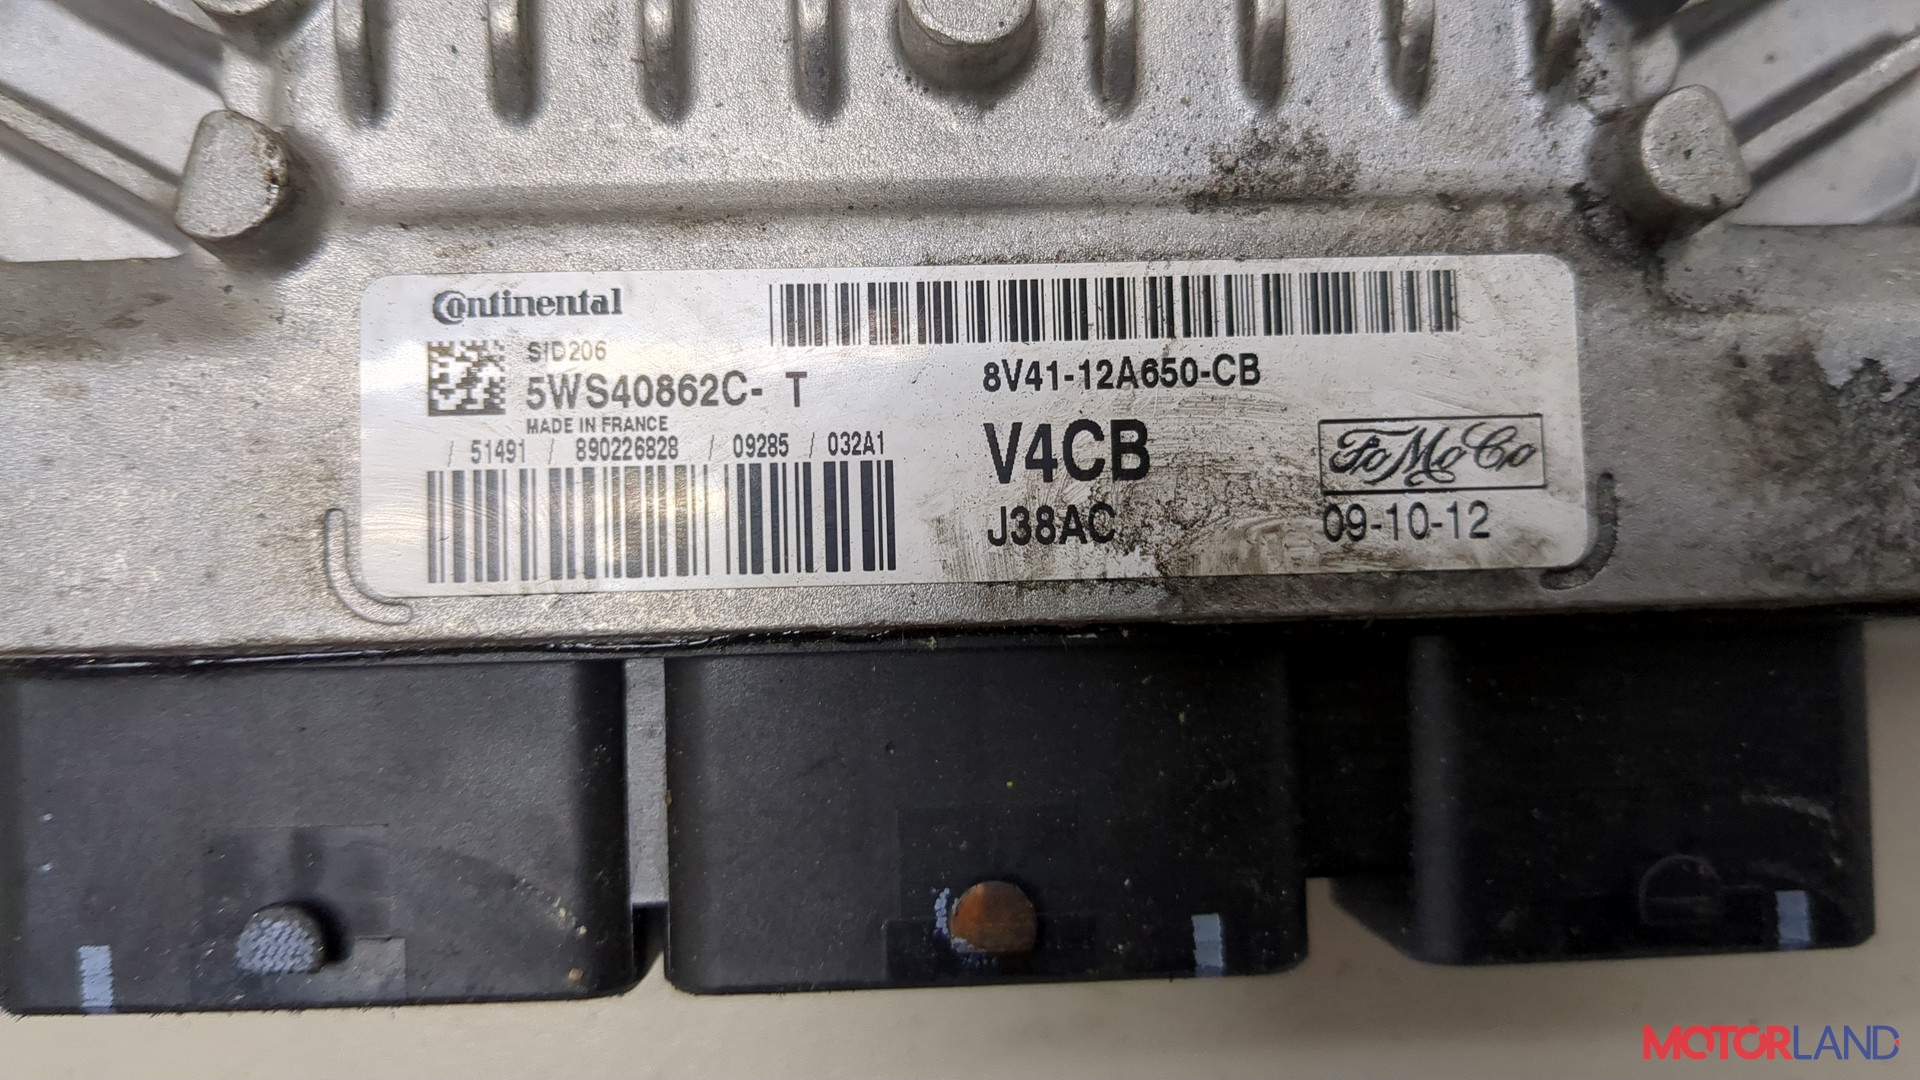 Continental
SID206
5WS40862C- T
MADE IN FRANCE
/ 51491 / 890226828 / 09285 / 032A1
8V41-12A650-CB
V4CB
FoMoCo
J38AC
09-10-12
MOTORLAND